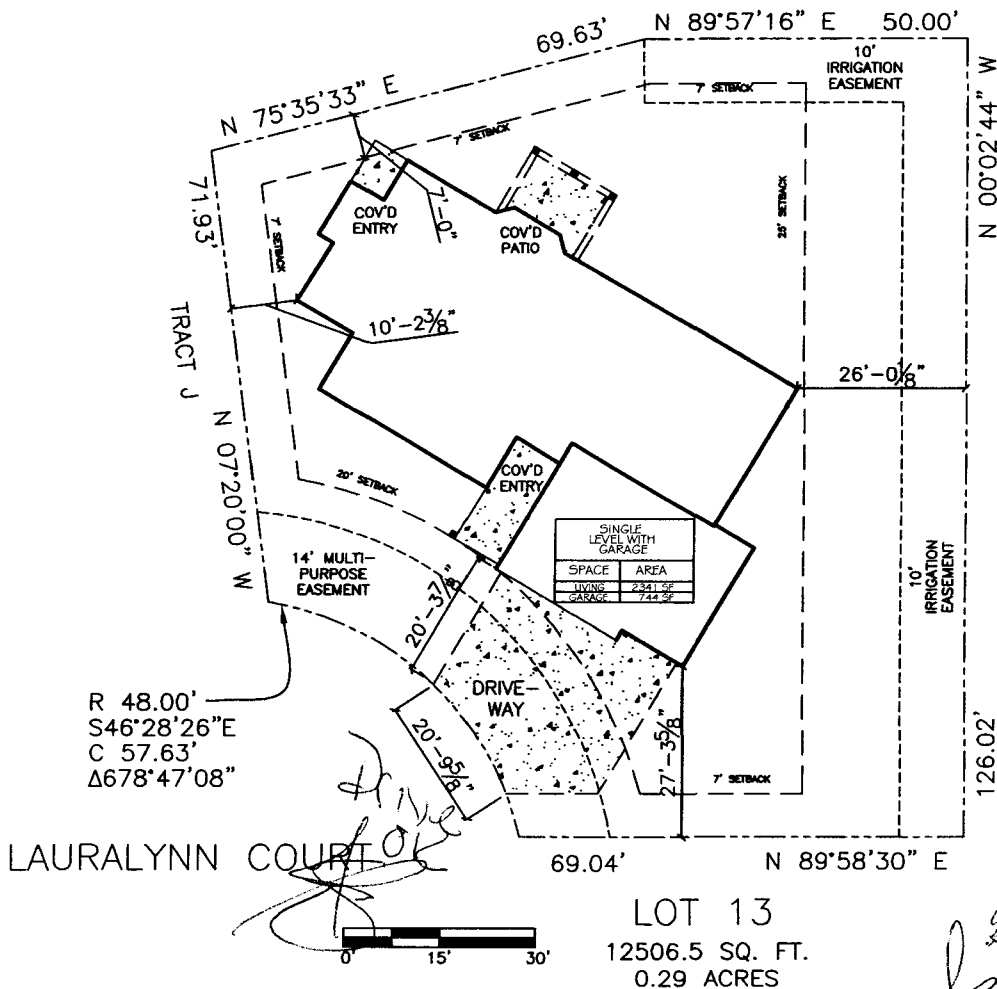 N 89°57'16" E 50.00'
69.63'
N 75°35'33" E
10'
IRRIGATION
EASEMENT
7' SETBACK
7' SETBACK
N 00°02'44" W
71.93'
7' SETBACK
COV'D
ENTRY
7'-0"
COV'D
PATIO
25' SETBACK
TRACT J
10'-2 3/8"
26'-0 1/8"
N 07°20'00" W
20' SETBACK
COV'D
ENTRY
14' MULTI-
PURPOSE
EASEMENT
SINGLE
LEVEL WITH
GARAGE
SPACE AREA
LIVING 2341 SF
GARAGE 744 SF
10'
IRRIGATION
EASEMENT
20'-3 7/8"
DRIVE-
WAY
R 48.00'
S46°28'26"E
C 57.63'
Δ678°47'08"
20'-9 5/8"
27'-3 5/8"
7' SETBACK
126.02'
Drive
LAURALYNN COURT
69.04'
N 89°58'30" E
LOT 13
12506.5 SQ. FT.
0.29 ACRES
0' 15' 30'